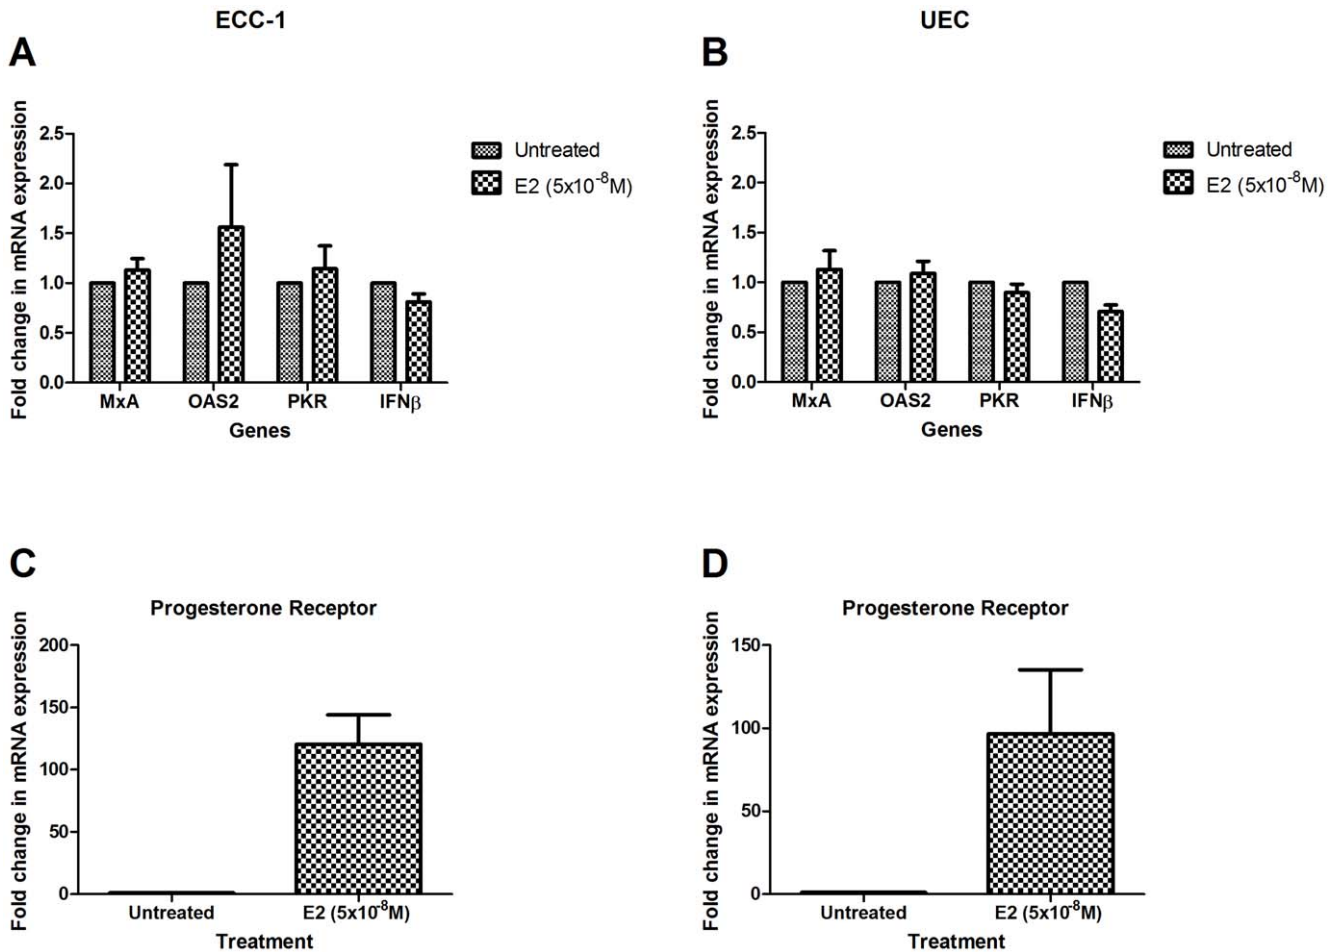 ECC-1
UEC
A
Fold change in mRNA expression
2.5
2.0
1.5
1.0
0.5
0.0
MxA OAS2 PKR IFNβ
Genes
Untreated
E2 (5x10⁻⁸M)
B
Fold change in mRNA expression
2.5
2.0
1.5
1.0
0.5
0.0
MxA OAS2 PKR IFNβ
Genes
Untreated
E2 (5x10⁻⁸M)
C
Progesterone Receptor
Fold change in mRNA expression
200
150
100
50
0
Untreated E2 (5x10⁻⁸M)
Treatment
D
Progesterone Receptor
Fold change in mRNA expression
150
100
50
0
Untreated E2 (5x10⁻⁸M)
Treatment